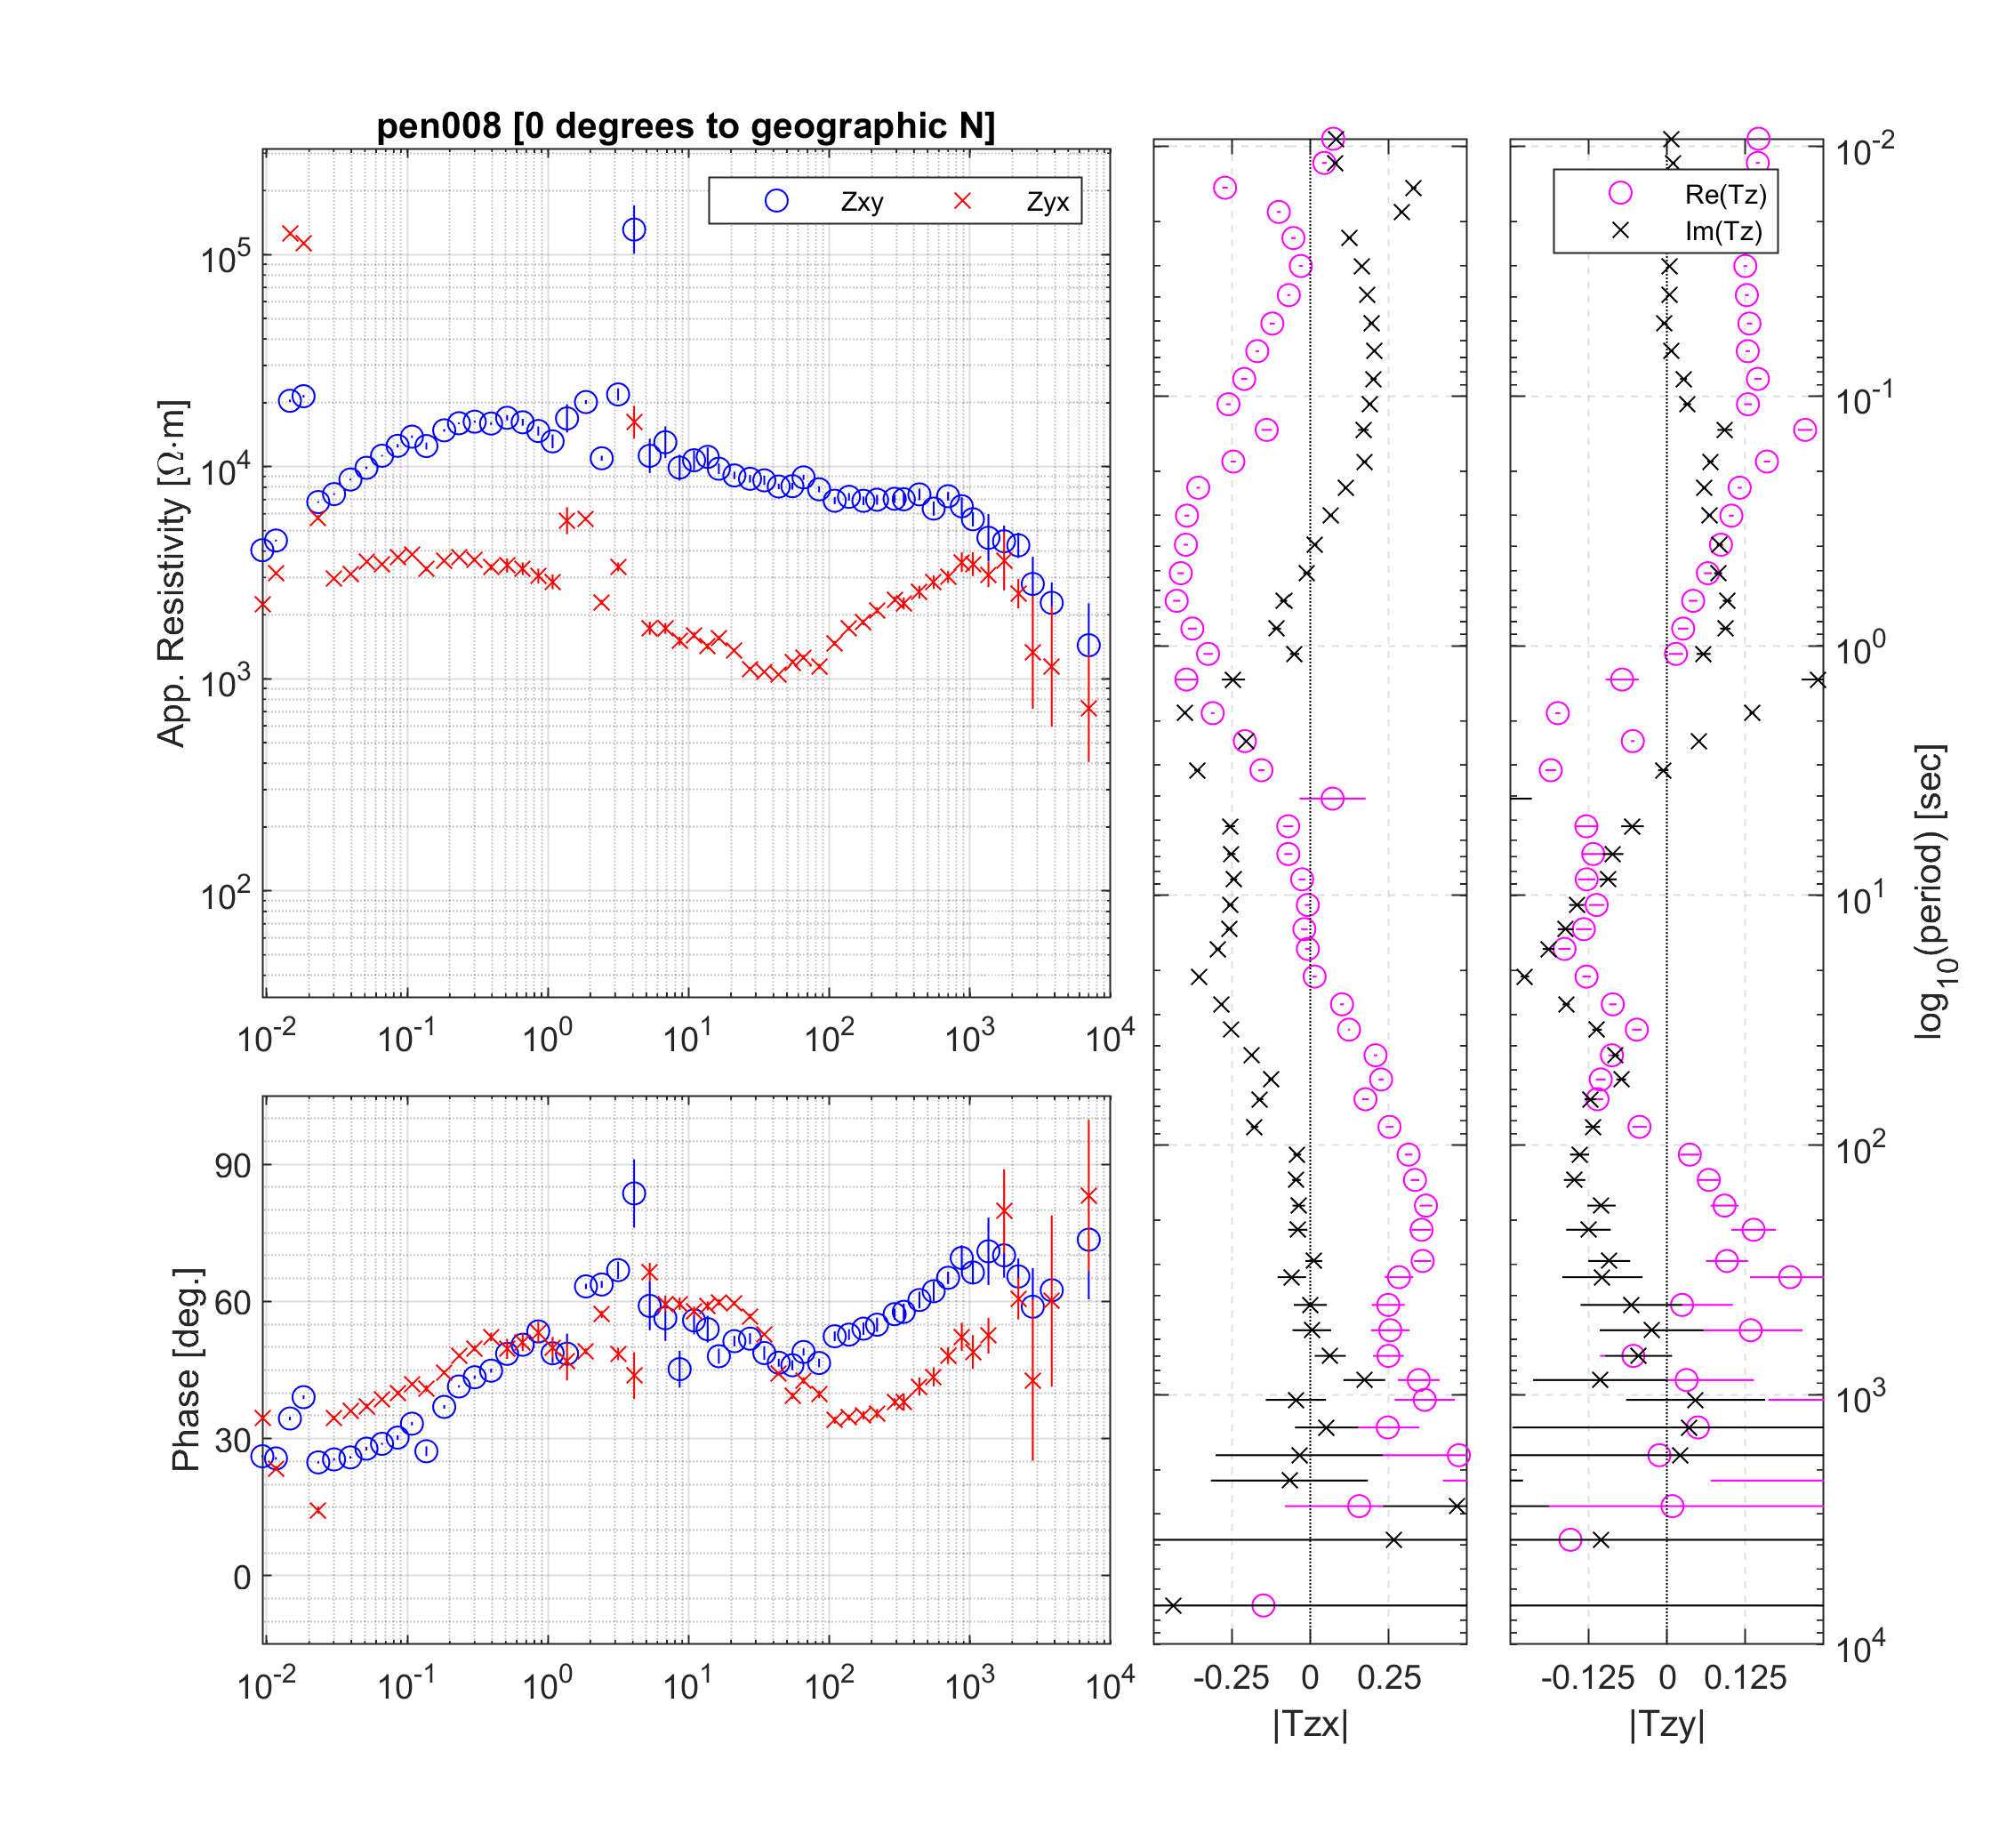 pen008 [0 degrees to geographic N]
Zxy Zyx
App. Resistivity [Ω·m]
10^5
10^4
10^3
10^2
10^-2 10^-1 10^0 10^1 10^2 10^3 10^4
Phase [deg.]
90
60
30
0
10^-2 10^-1 10^0 10^1 10^2 10^3 10^4
-0.25 0 0.25
|Tzx|
Re(Tz)
Im(Tz)
-0.125 0 0.125
|Tzy|
10^-2
10^-1
10^0
10^1
10^2
10^3
10^4
log10(period) [sec]